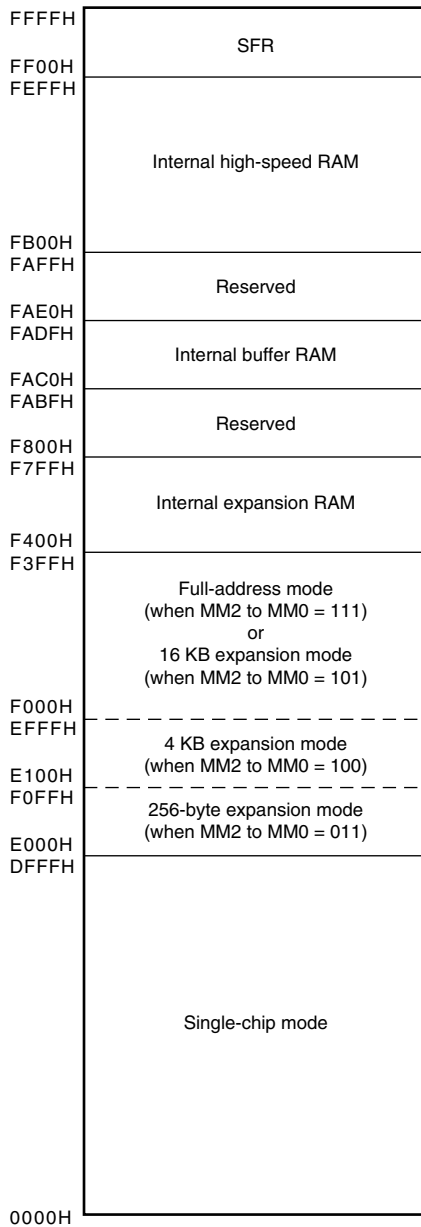 FFFFH
SFR
FF00H
FEFFH
Internal high-speed RAM
FB00H
FAFFH
Reserved
FAE0H
FADFH
Internal buffer RAM
FAC0H
FABFH
Reserved
F800H
F7FFH
Internal expansion RAM
F400H
F3FFH
Full-address mode
(when MM2 to MM0 = 111)
or
16 KB expansion mode
(when MM2 to MM0 = 101)
F000H
EFFFH
4 KB expansion mode
(when MM2 to MM0 = 100)
E100H
F0FFH
256-byte expansion mode
(when MM2 to MM0 = 011)
E000H
DFFFH
Single-chip mode
0000H